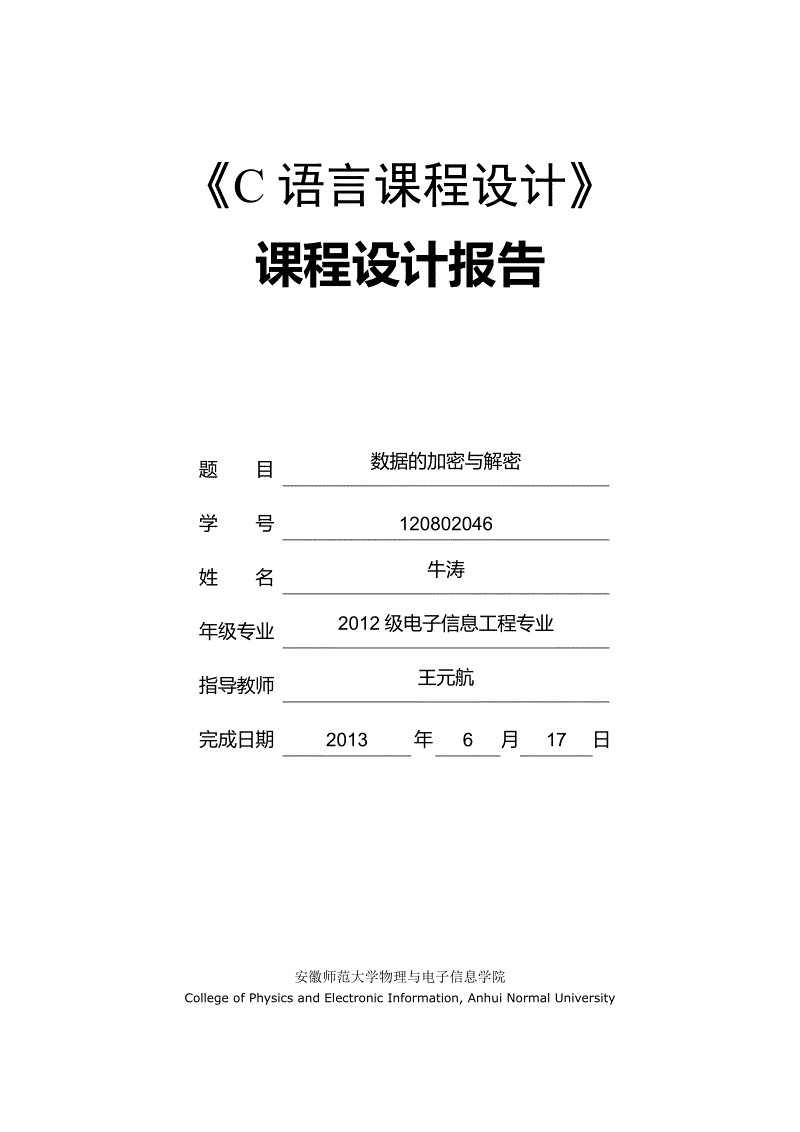 《C 语言课程设计》
课程设计报告
题 目 数据的加密与解密
学 号 120802046
姓 名 牛涛
年级专业 2012 级电子信息工程专业
指导教师 王元航
完成日期 2013 年 6 月 17 日
安徽师范大学物理与电子信息学院
College of Physics and Electronic Information, Anhui Normal University